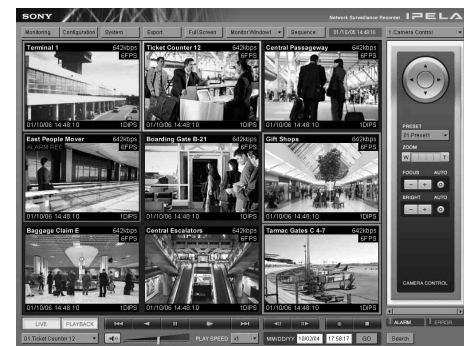 SONY
Network Surveillance Recorder IPELA
Monitoring Configuration System Export Full Screen Monitor Window1 Sequence 01/10/06 14:48:10 1:Camera Control
Terminal 1 642kbps 6FPS
01/10/06 14:48:10 1DIPS
Ticket Counter 12 642kbps 6FPS
01/10/06 14:48:10 1DIPS
Central Passageway 642kbps 6FPS
01/10/06 14:48:10 1DIPS
East People Mover 642kbps 6FPS
ALARM REC
01/10/06 14:48:10 1DIPS
Boarding Gate B-21 642kbps 6FPS
01/10/06 14:48:10 1DIPS
Gift Shops 642kbps 6FPS
01/10/06 14:48:10 1DIPS
Baggage Claim E 642kbps 6FPS
01/10/06 14:48:10 1DIPS
Central Escalators 642kbps 6FPS
01/10/06 14:48:10 1DIPS
Tarmac Gates C 4-7 642kbps 6FPS
01/10/06 14:48:10 1DIPS
PRESET
01:Preset1
ZOOM
W T
FOCUS AUTO
- +
BRIGHT AUTO
- +
CAMERA CONTROL
ALARM ERROR
LIVE PLAYBACK
01.Ticket Counter 12 PLAY SPEED x1 MM/DD/YY 10/02/04 17:58:17 GO Search